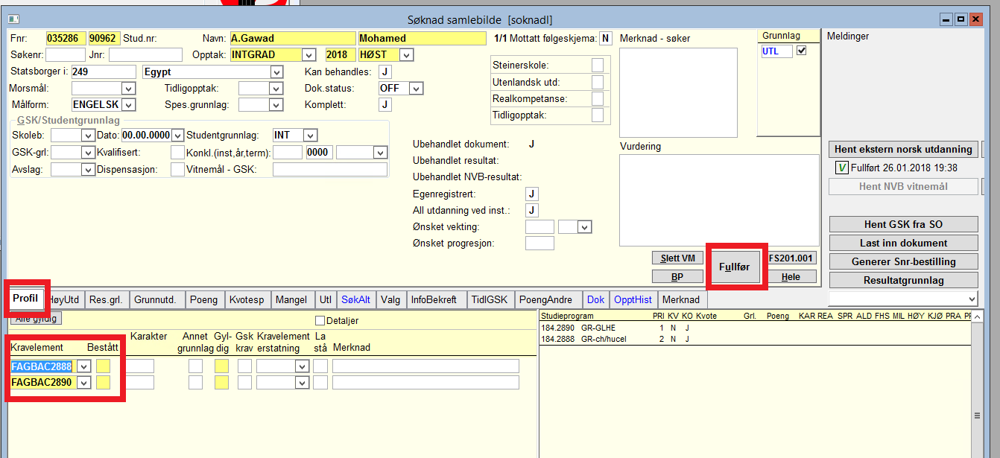 Søknad samlebilde [soknadl]
Fnr: 035286 90962 Stud.nr: Navn: A.Gawad Mohamed 1/1 Mottatt følgeskjema: N Merknad - søker Grunnlag Meldinger
Søkenr: Jnr: Opptak: INTGRAD 2018 HØST UTL
Statsborger i: 249 Egypt Kan behandles: J Steinerskole:
Morsmål: Tidligopptak: Dok.status: OFF Utenlandsk utd:
Målform: ENGELSK Spes.grunnlag: Komplett: J Realkompetanse:
Tidligopptak:
GSK/Studentgrunnlag
Skoleb: Dato: 00.00.0000 Studentgrunnlag: INT
GSK-grl: Kvalifisert: Konkl.(inst,år,term): 0000
Avslag: Dispensasjon: Vitnemål - GSK:
Ubehandlet dokument: J Vurdering
Ubehandlet resultat:
Ubehandlet NVB-resultat:
Egenregistrert: J
All utdanning ved inst.: J
Ønsket vekting:
Ønsket progresjon:
Hent ekstern norsk utdanning
V Fullført 26.01.2018 19:38
Hent NVB vitnemål
Hent GSK fra SO
Last inn dokument
Generer Snr-bestilling
Resultatgrunnlag
Slett VM Fullfør FS201.001
BP Hele
Profil HøyUtd Res.grl. Grunnutd. Poeng Kvotesp Mangel Utl SøkAlt Valg InfoBekreft TidlGSK PoengAndre Dok OpptHist Merknad
Alle gyldig Detaljer
Karakter Annet Gyl- Gsk Kravelement La
Kravelement Bestått grunnlag dig krav erstatning stå Merknad
FAGBAC2888
FAGBAC2890
Studieprogram PRI KV KO Kvote Grl. Poeng KAR REA SPR ALD FHS MIL HØY KJØ PRA
184.2890 GR-GLHE 1 N J
184.2888 GR-ch/hucel 2 N J